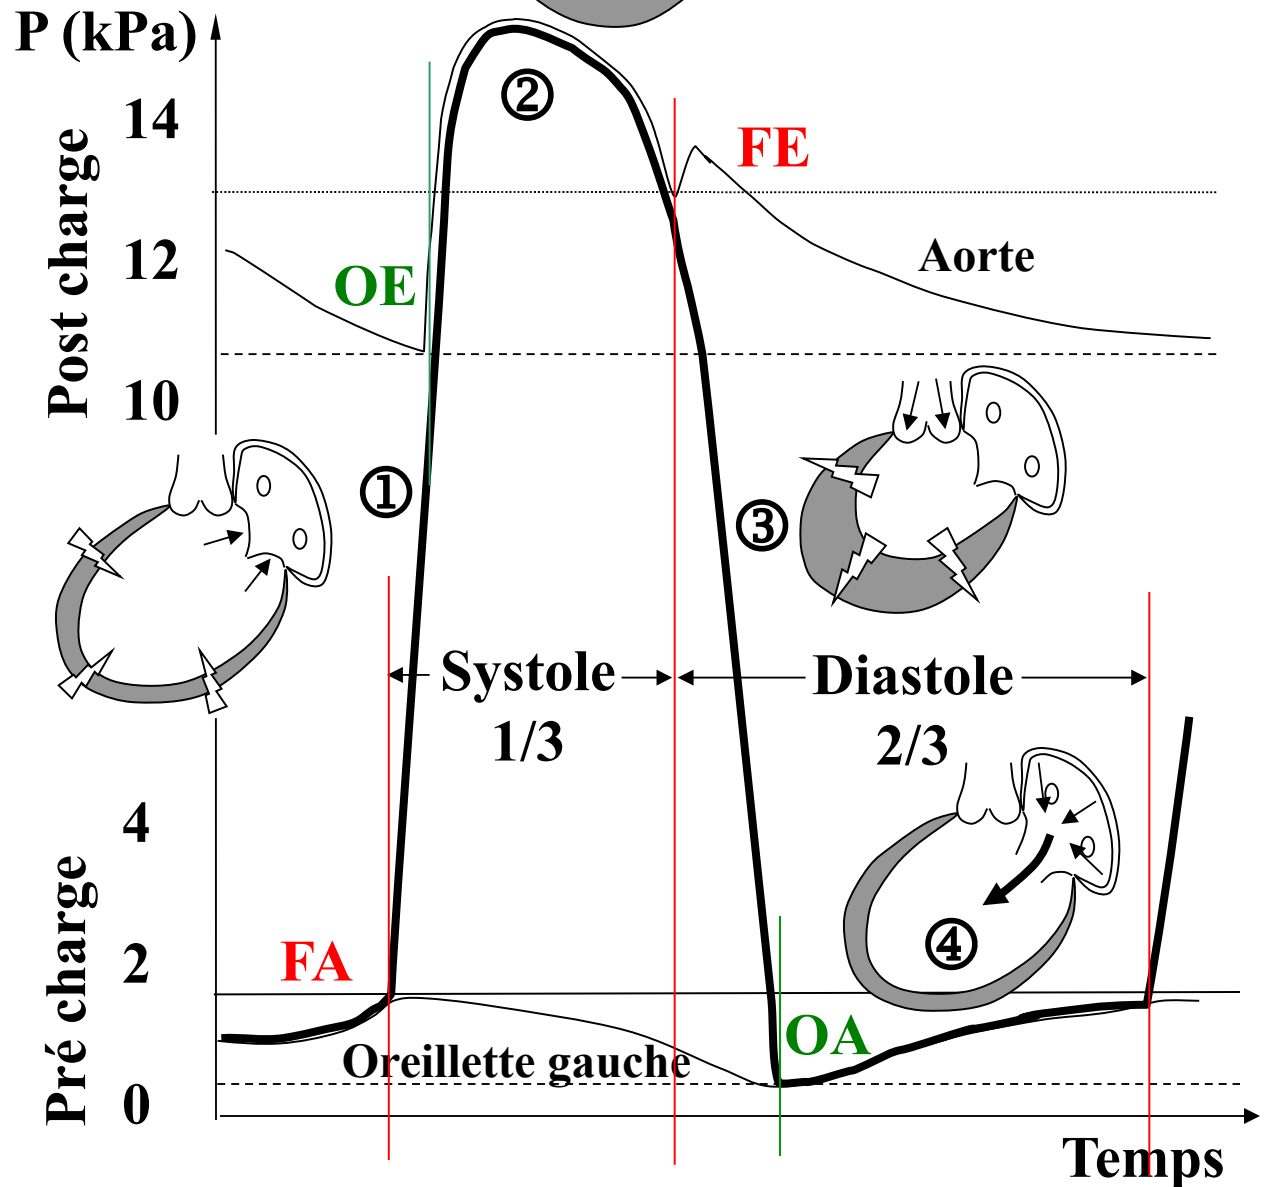 P (kPa)
14
②
FE
Post charge
12
Aorte
OE
10
①
③
Systole
1/3
Diastole
2/3
4
④
FA
2
OA
Pré charge
Oreillette gauche
0
Temps